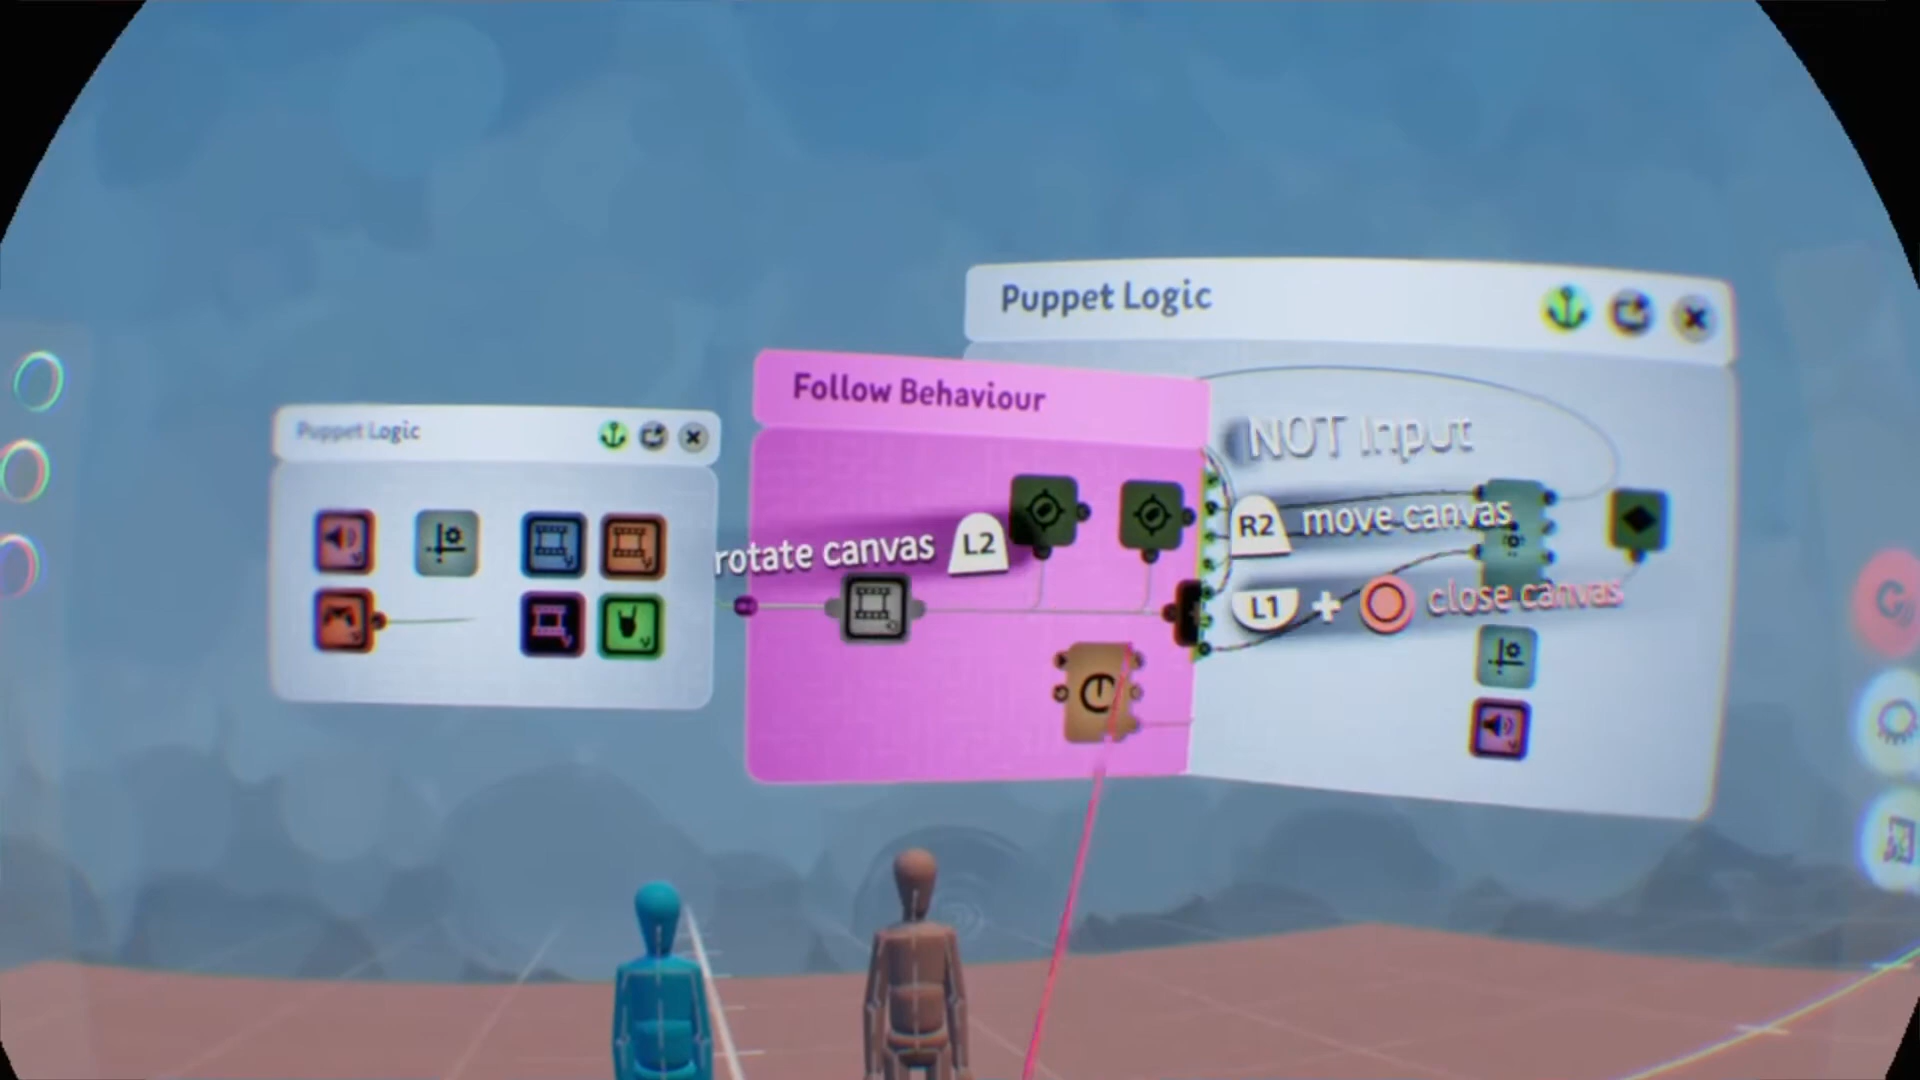 Puppet Logic
Follow Behaviour
Puppet Logic
NOT Input
rotate canvas L2
R2 move canvas
L1 + close canvas